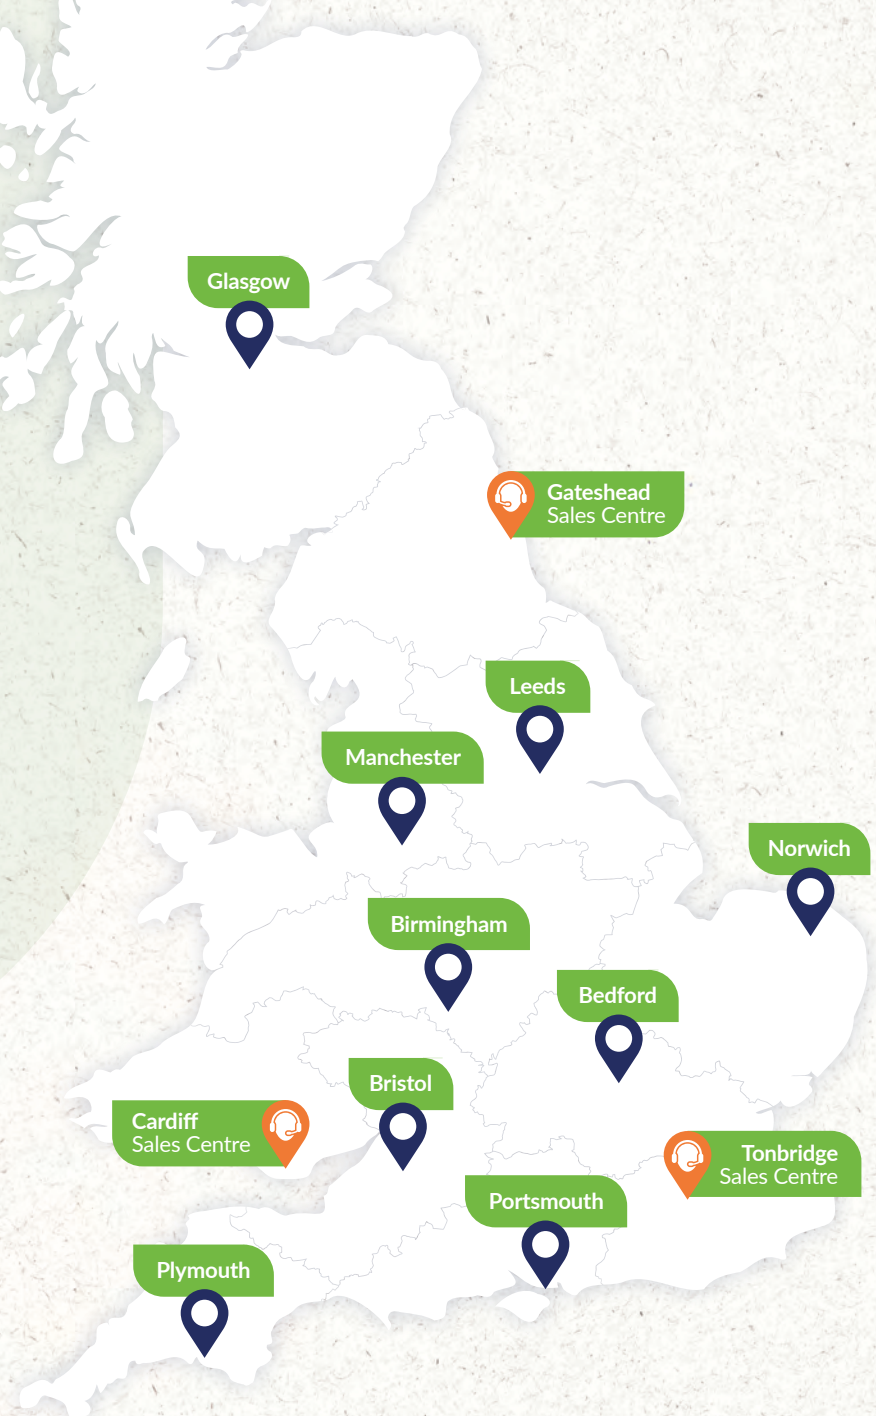 Glasgow
Gateshead
Sales Centre
Leeds
Manchester
Norwich
Birmingham
Bedford
Bristol
Cardiff
Sales Centre
Tonbridge
Sales Centre
Portsmouth
Plymouth